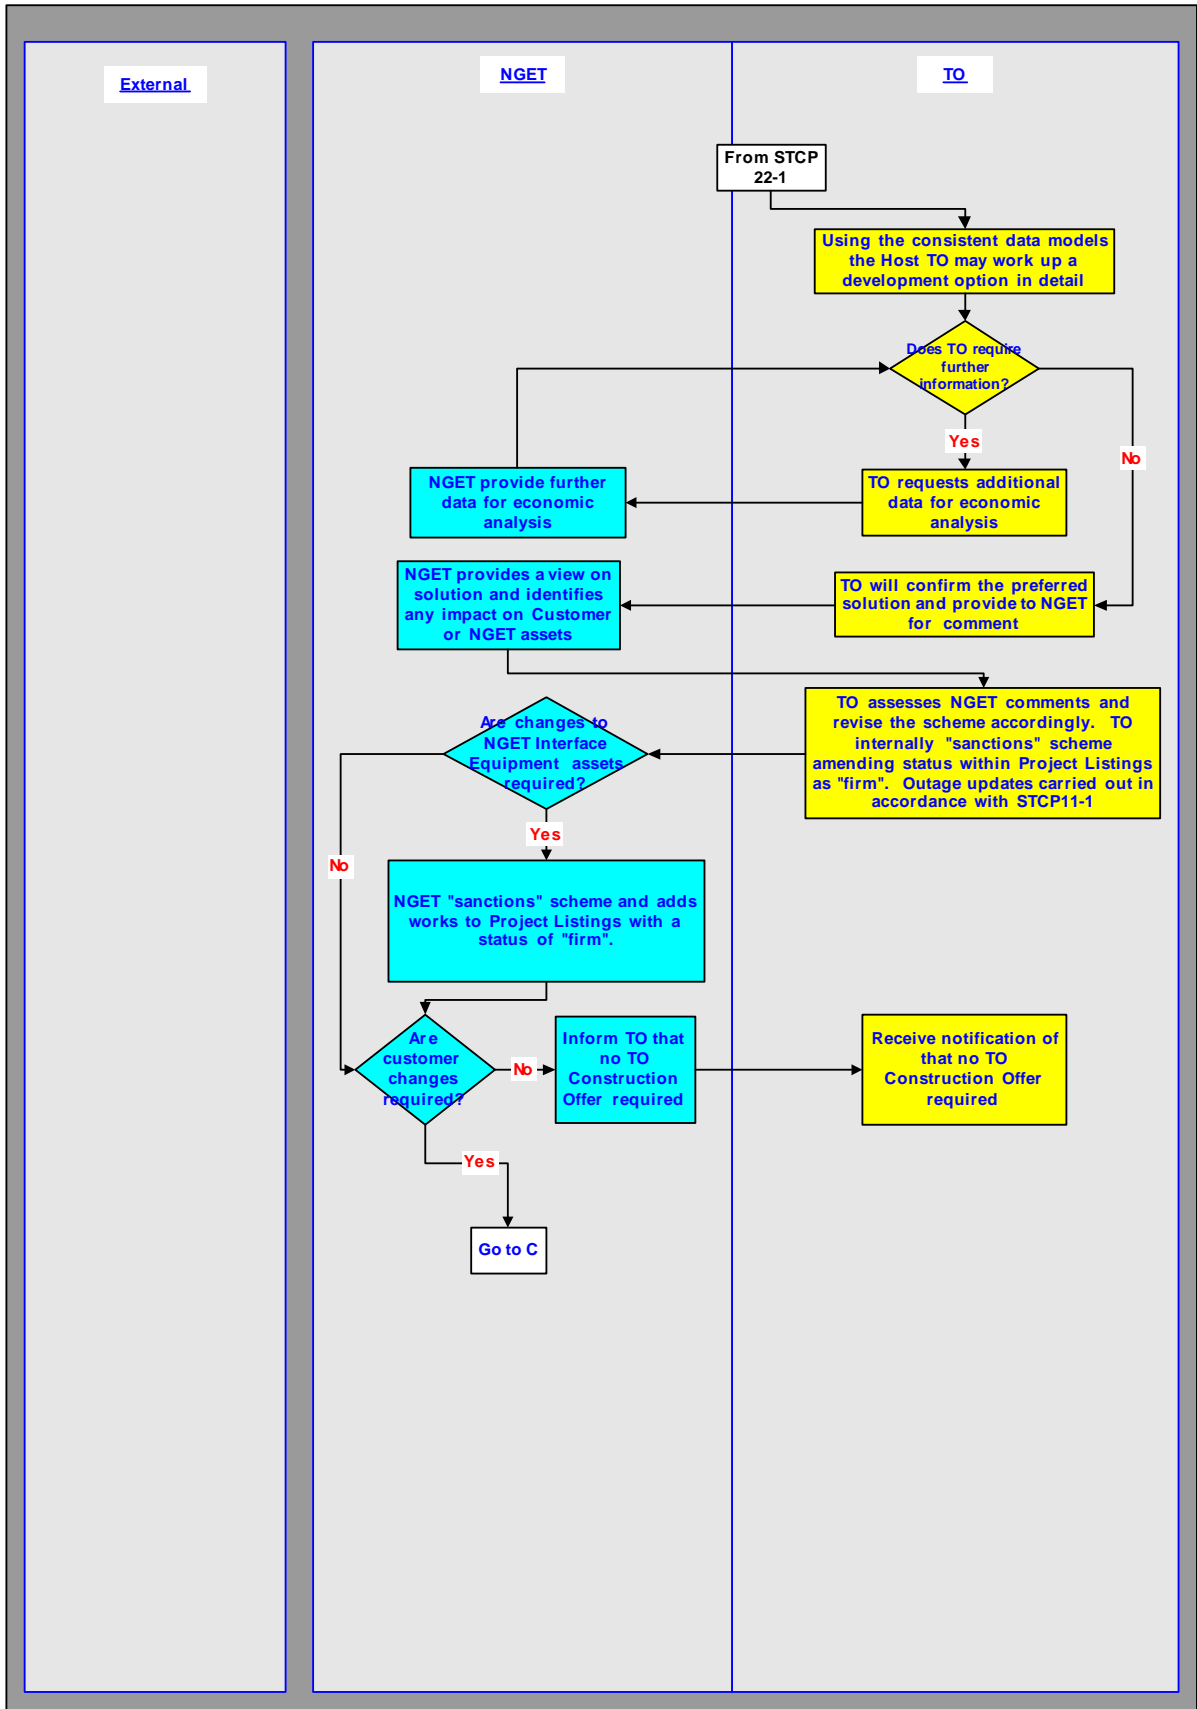 External
NGET
TO
From STCP
22-1
Using the consistent data models
the Host TO may work up a
development option in detail
Does TO require
further
information?
Yes
No
NGET provide further
data for economic
analysis
TO requests additional
data for economic
analysis
NGET provides a view on
solution and identifies
any impact on Customer
or NGET assets
TO will confirm the preferred
solution and provide to NGET
for comment
TO assesses NGET comments and
revise the scheme accordingly. TO
internally "sanctions" scheme
amending status within Project Listings
as "firm". Outage updates carried out in
accordance with STCP11-1
Are changes to
NGET Interface
Equipment assets
required?
Yes
No
NGET "sanctions" scheme and adds
works to Project Listings with a
status of "firm".
Are
customer
changes
required?
No
Inform TO that
no TO
Construction
Offer required
Receive notification of
that no TO
Construction Offer
required
Yes
Go to C